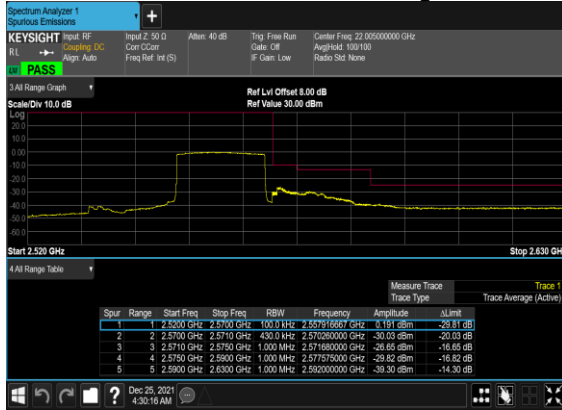 Spectrum Analyzer 1
Spurious Emissions
+
KEYSIGHT Input: RF Input Z: 50 Ω Atten: 40 dB Trig: Free Run Center Freq: 22.005000000 GHz
RL Coupling: DC Corr CCorr Gate: Off Avg|Hold: 100/100
Align: Auto Freq Ref: Int (S) IF Gain: Low Radio Std: None
PASS
3 All Range Graph Ref Lvl Offset 8.00 dB
Scale/Div 10.0 dB Ref Value 30.00 dBm
Log
20.0
10.0
0.00
-10.0
-20.0
-30.0
-40.0
-50.0
-60.0
Start 2.520 GHz Stop 2.630 GH
4 All Range Table
Measure Trace Trace 1
Trace Type Trace Average (Active)
Spur Range Start Freq Stop Freq RBW Frequency Amplitude ΔLimit
1 1 2.5200 GHz 2.5700 GHz 100.0 kHz 2.557916667 GHz 0.191 dBm -29.81 dB
2 2 2.5700 GHz 2.5710 GHz 430.0 kHz 2.570260000 GHz -30.03 dBm -20.03 dB
3 3 2.5710 GHz 2.5750 GHz 1.000 MHz 2.571680000 GHz -26.65 dBm -16.65 dB
4 4 2.5750 GHz 2.5900 GHz 1.000 MHz 2.577575000 GHz -29.82 dBm -16.82 dB
5 5 2.5900 GHz 2.6300 GHz 1.000 MHz 2.592000000 GHz -39.30 dBm -14.30 dB
? Dec 25, 2021
4:30:16 AM